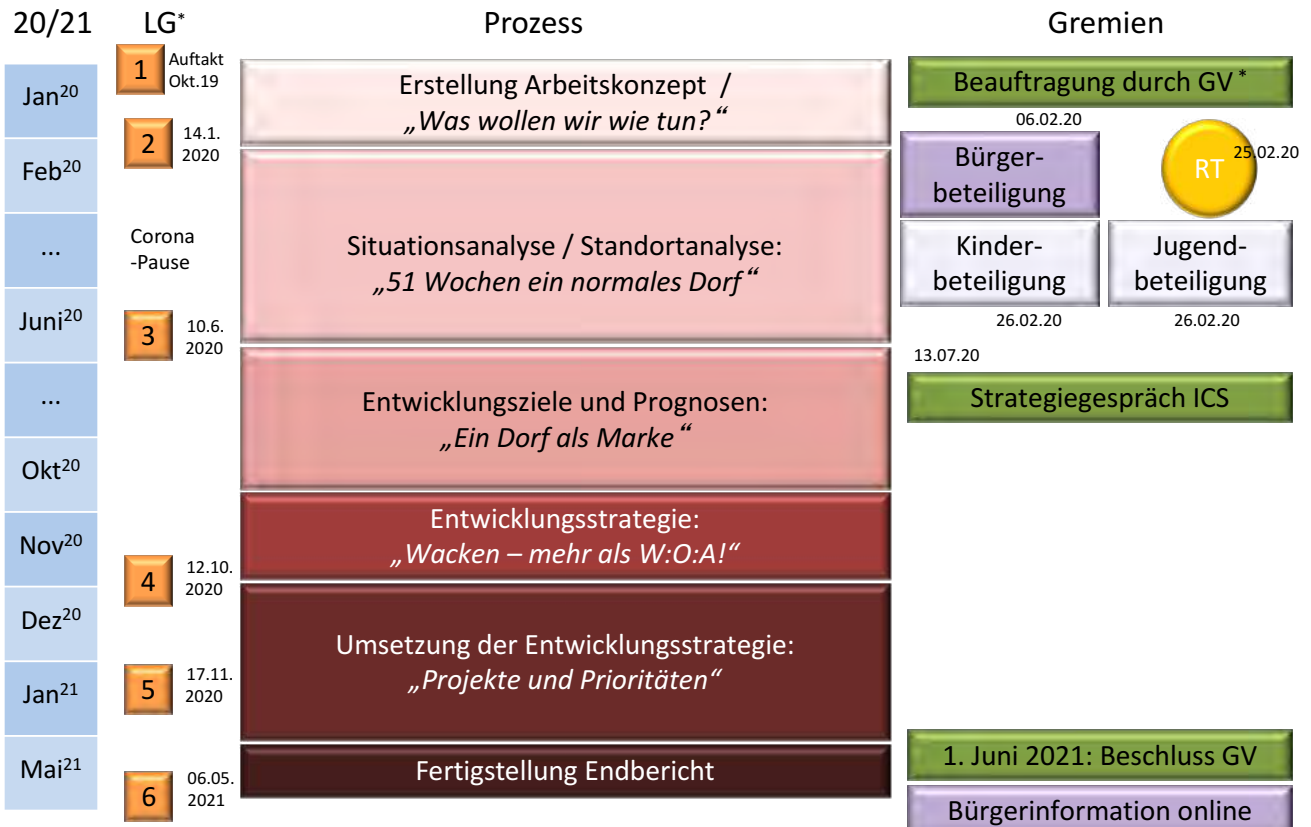 20/21
LG*
Prozess
Gremien
1
Auftakt
Okt.19
Jan20
Erstellung Arbeitskonzept /
„Was wollen wir wie tun?“
Beauftragung durch GV*
2
14.1.
2020
06.02.20
Feb20
Bürger-
beteiligung
RT
25.02.20
...
Corona
-Pause
Situationsanalyse / Standortanalyse:
„51 Wochen ein normales Dorf“
Kinder-
beteiligung
Jugend-
beteiligung
26.02.20
26.02.20
Juni20
3
10.6.
2020
13.07.20
...
Entwicklungsziele und Prognosen:
„Ein Dorf als Marke“
Strategiegespräch ICS
Okt20
Nov20
Entwicklungsstrategie:
„Wacken – mehr als W:O:A!“
4
12.10.
2020
Dez20
Umsetzung der Entwicklungsstrategie:
„Projekte und Prioritäten“
Jan21
5
17.11.
2020
Mai21
Fertigstellung Endbericht
1. Juni 2021: Beschluss GV
6
06.05.
2021
Bürgerinformation online